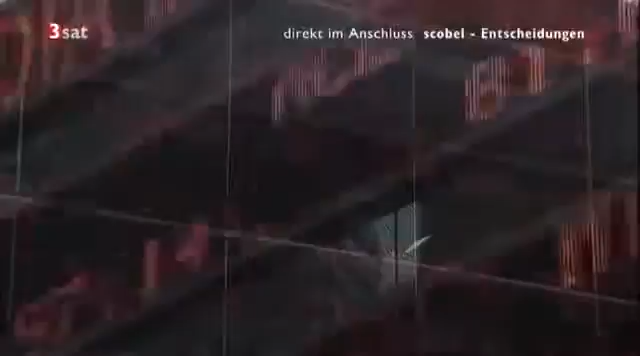 3sat
direkt im Anschluss scobel - Entscheidungen